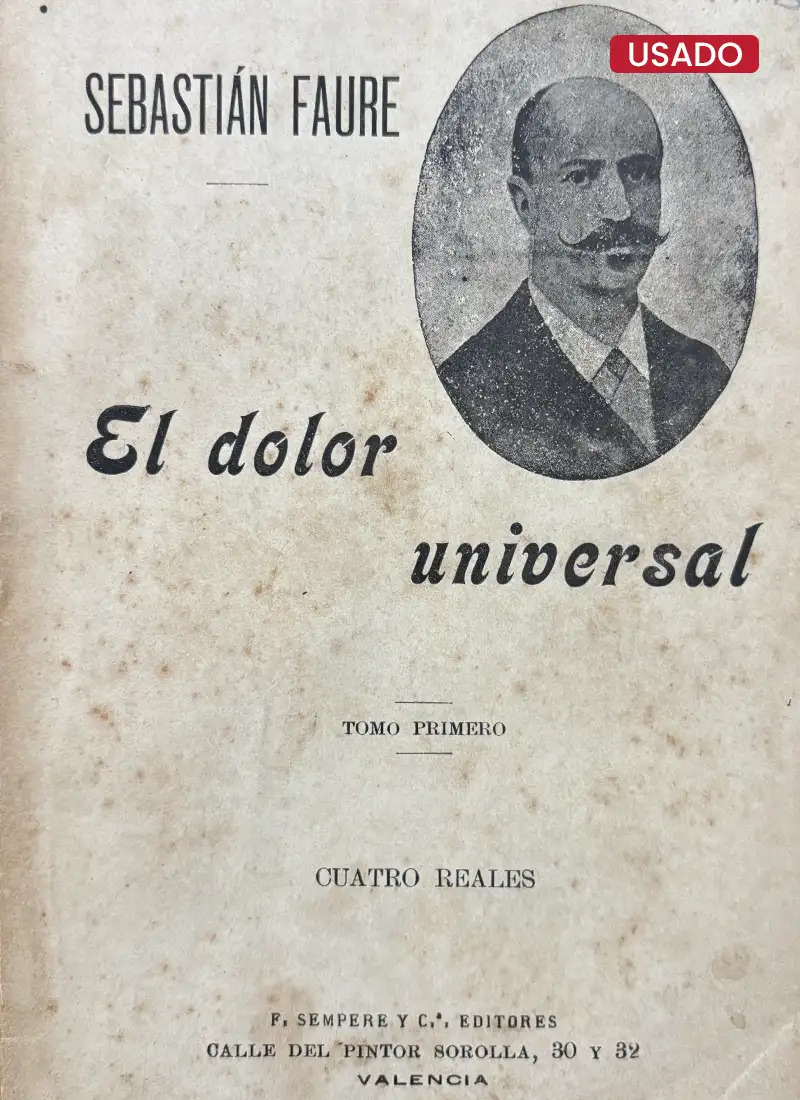 USADO
SEBASTIÁN FAURE
El dolor
universal
TOMO PRIMERO
CUATRO REALES
F. SEMPERE Y C.ª, EDITORES
CALLE DEL PINTOR SOROLLA, 30 Y 32
VALENCIA